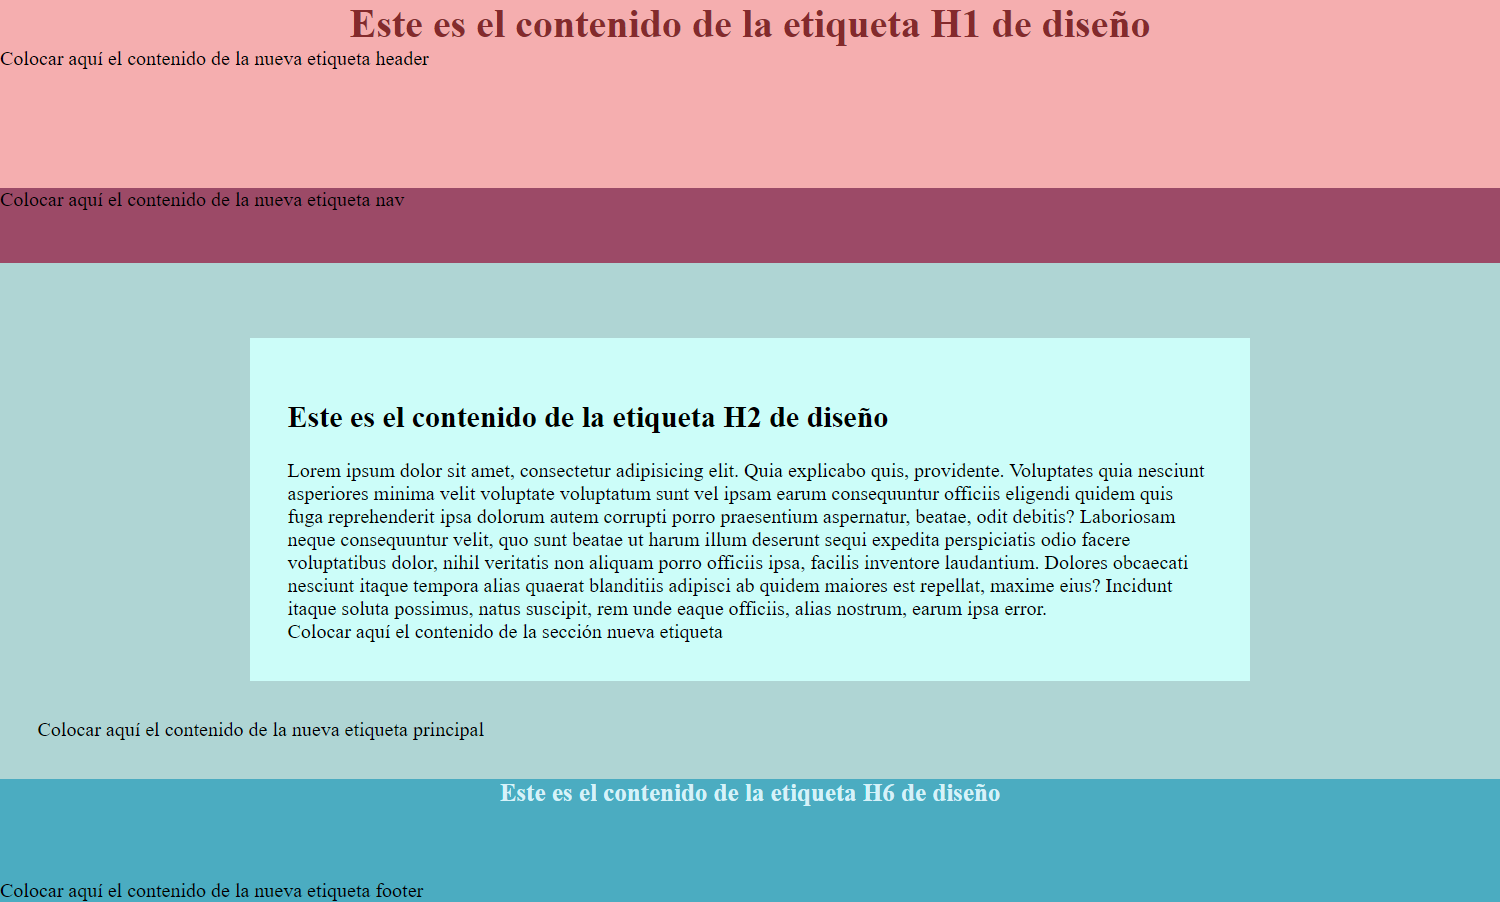 Este es el contenido de la etiqueta H1 de diseño
Colocar aquí el contenido de la nueva etiqueta header
Colocar aquí el contenido de la nueva etiqueta nav
Este es el contenido de la etiqueta H2 de diseño
Lorem ipsum dolor sit amet, consectetur adipisicing elit. Quia explicabo quis, providente. Voluptates quia nesciunt
asperiores minima velit voluptate voluptatum sunt vel ipsam earum consequuntur officiis eligendi quidem quis
fuga reprehenderit ipsa dolorum autem corrupti porro praesentium aspernatur, beatae, odit debitis? Laboriosam
neque consequuntur velit, quo sunt beatae ut harum illum deserunt sequi expedita perspiciatis odio facere
voluptatibus dolor, nihil veritatis non aliquam porro officiis ipsa, facilis inventore laudantium. Dolores obcaecati
nesciunt itaque tempora alias quaerat blanditiis adipisci ab quidem maiores est repellat, maxime eius? Incidunt
itaque soluta possimus, natus suscipit, rem unde eaque officiis, alias nostrum, earum ipsa error.
Colocar aquí el contenido de la sección nueva etiqueta
Colocar aquí el contenido de la nueva etiqueta principal
Este es el contenido de la etiqueta H6 de diseño
Colocar aquí el contenido de la nueva etiqueta footer